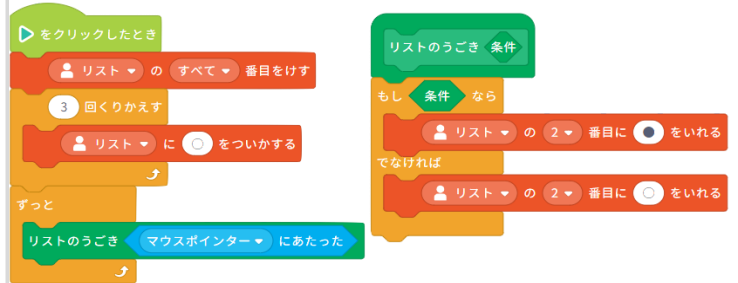 をクリックしたとき
リスト の すべて 番目をけす
3 回くりかえす
リスト に ○ をついかする
ずっと
リストのうごき マウスポインター にあたった
リストのうごき 条件
もし 条件 なら
リスト の 2 番目に ● をいれる
でなければ
リスト の 2 番目に ○ をいれる